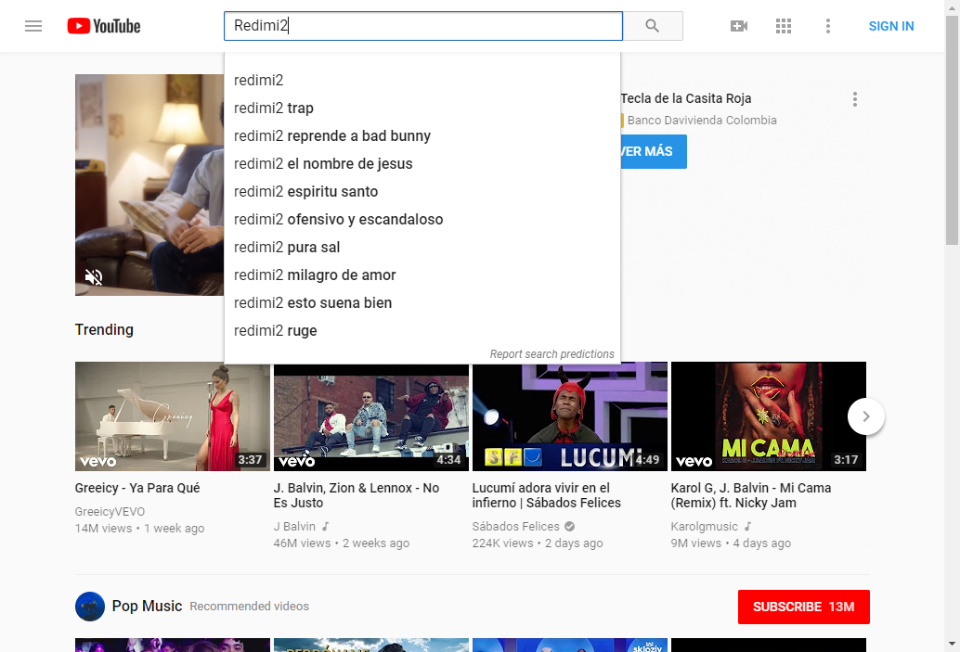 YouTube
Redimi2
SIGN IN
redimi2
redimi2 trap
redimi2 reprende a bad bunny
redimi2 el nombre de jesus
redimi2 espiritu santo
redimi2 ofensivo y escandaloso
redimi2 pura sal
redimi2 milagro de amor
redimi2 esto suena bien
redimi2 ruge
Report search predictions
Tecla de la Casita Roja
Banco Davivienda Colombia
VER MÁS
Trending
Greeicy
vevo
3:37
vevo
4:34
SFC
LUCUMÍ
4:49
MI CAMA
vevo
3:17
Greeicy - Ya Para Qué
GreeicyVEVO
14M views • 1 week ago
J. Balvin, Zion & Lennox - No
Es Justo
J Balvin
46M views • 2 weeks ago
Lucumí adora vivir en el
infierno | Sábados Felices
Sábados Felices
224K views • 2 days ago
Karol G, J. Balvin - Mi Cama
(Remix) ft. Nicky Jam
Karolgmusic
9M views • 4 days ago
Pop Music
Recommended videos
SUBSCRIBE 13M